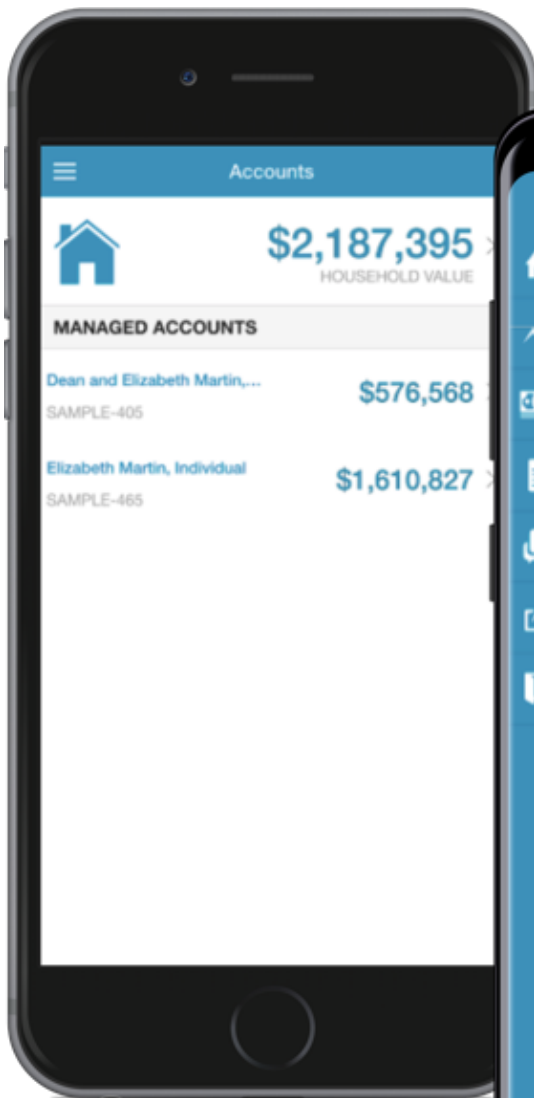 Accounts
$2,187,395
HOUSEHOLD VALUE
MANAGED ACCOUNTS
Dean and Elizabeth Martin,...
$576,568
SAMPLE-405
Elizabeth Martin, Individual
$1,610,827
SAMPLE-465